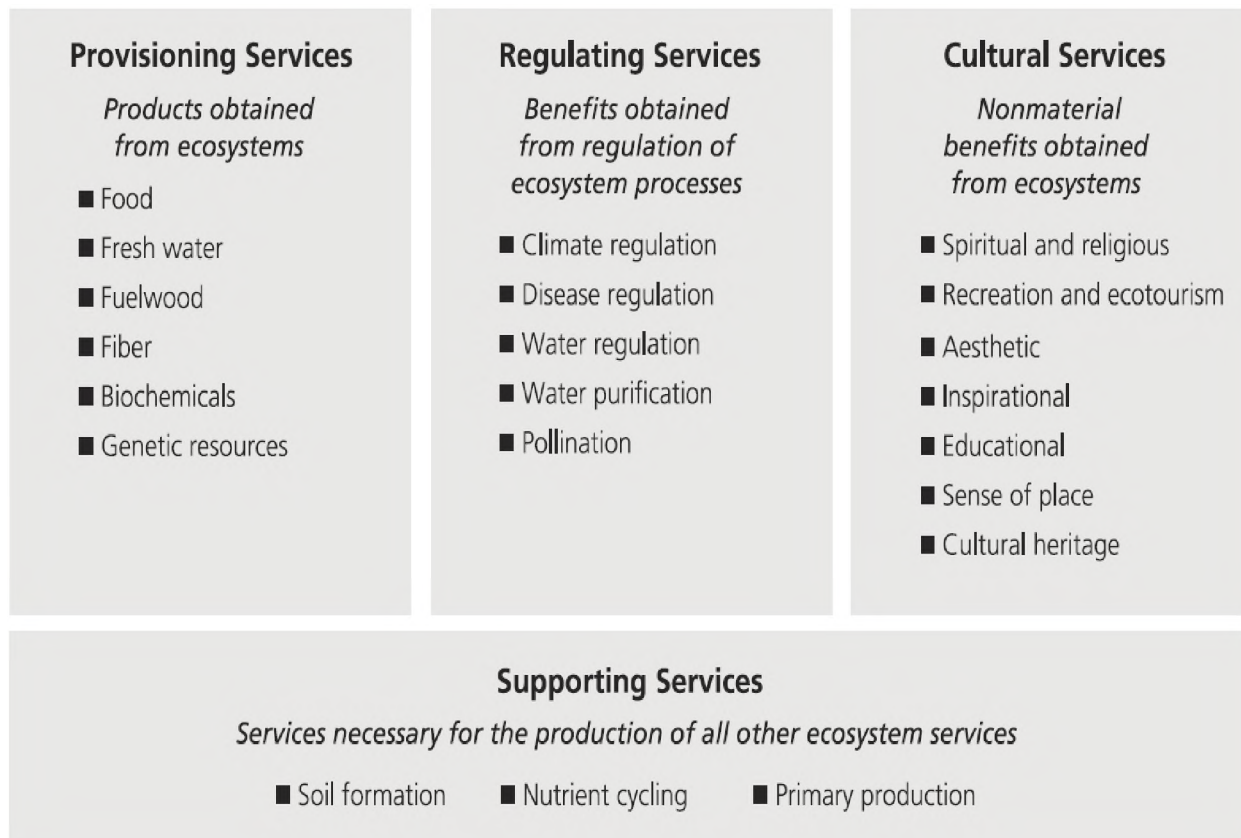 Provisioning Services
Products obtained
from ecosystems
■ Food
■ Fresh water
■ Fuelwood
■ Fiber
■ Biochemicals
■ Genetic resources
Regulating Services
Benefits obtained
from regulation of
ecosystem processes
■ Climate regulation
■ Disease regulation
■ Water regulation
■ Water purification
■ Pollination
Cultural Services
Nonmaterial
benefits obtained
from ecosystems
■ Spiritual and religious
■ Recreation and ecotourism
■ Aesthetic
■ Inspirational
■ Educational
■ Sense of place
■ Cultural heritage
Supporting Services
Services necessary for the production of all other ecosystem services
■ Soil formation ■ Nutrient cycling ■ Primary production